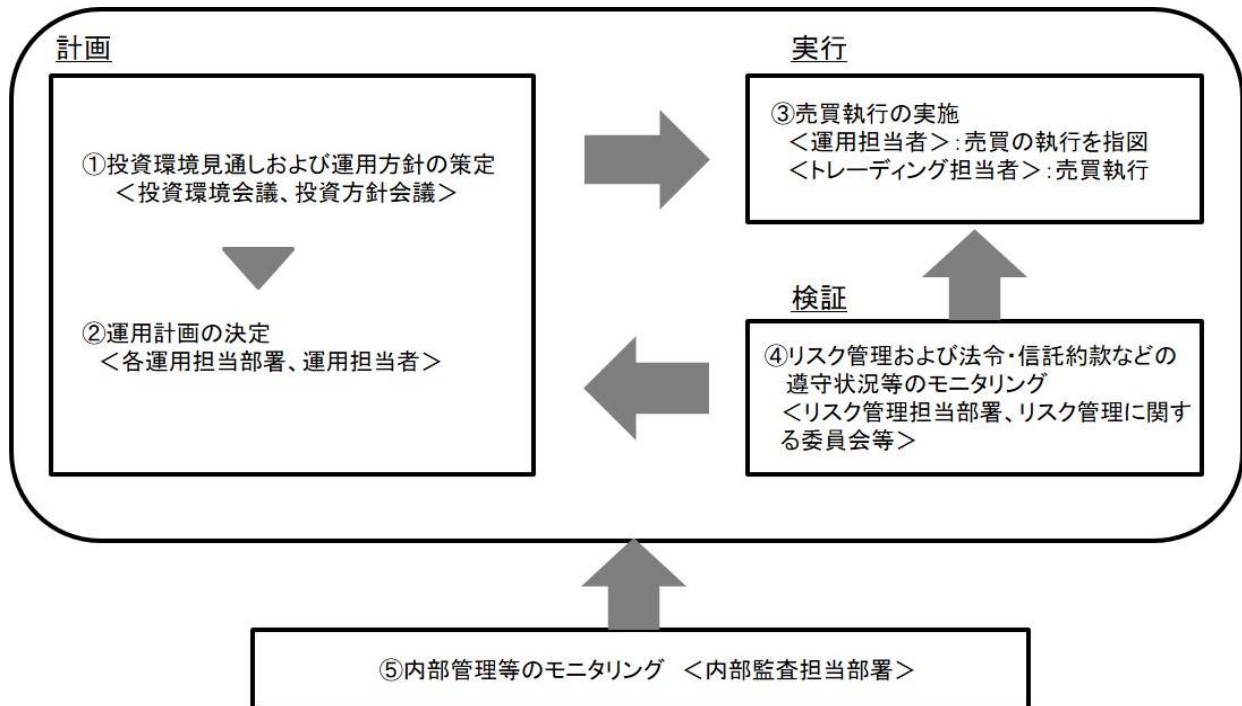 計画
①投資環境見通しおよび運用方針の策定
＜投資環境会議、投資方針会議＞
②運用計画の決定
＜各運用担当部署、運用担当者＞
実行
③売買執行の実施
＜運用担当者＞:売買の執行を指図
＜トレーディング担当者＞:売買執行
検証
④リスク管理および法令・信託約款などの
遵守状況等のモニタリング
＜リスク管理担当部署、リスク管理に関す
る委員会等＞
⑤内部管理等のモニタリング ＜内部監査担当部署＞